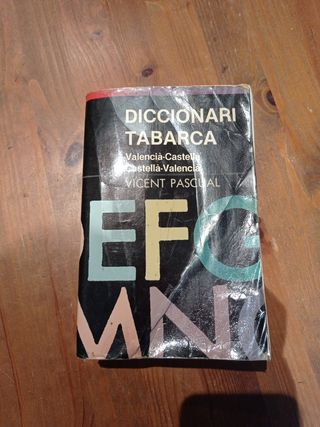 DICCIONARI
TABARCA
Valencià-Castellà
Castellà-Valencià
VICENT PASCUAL
EFG
MNO